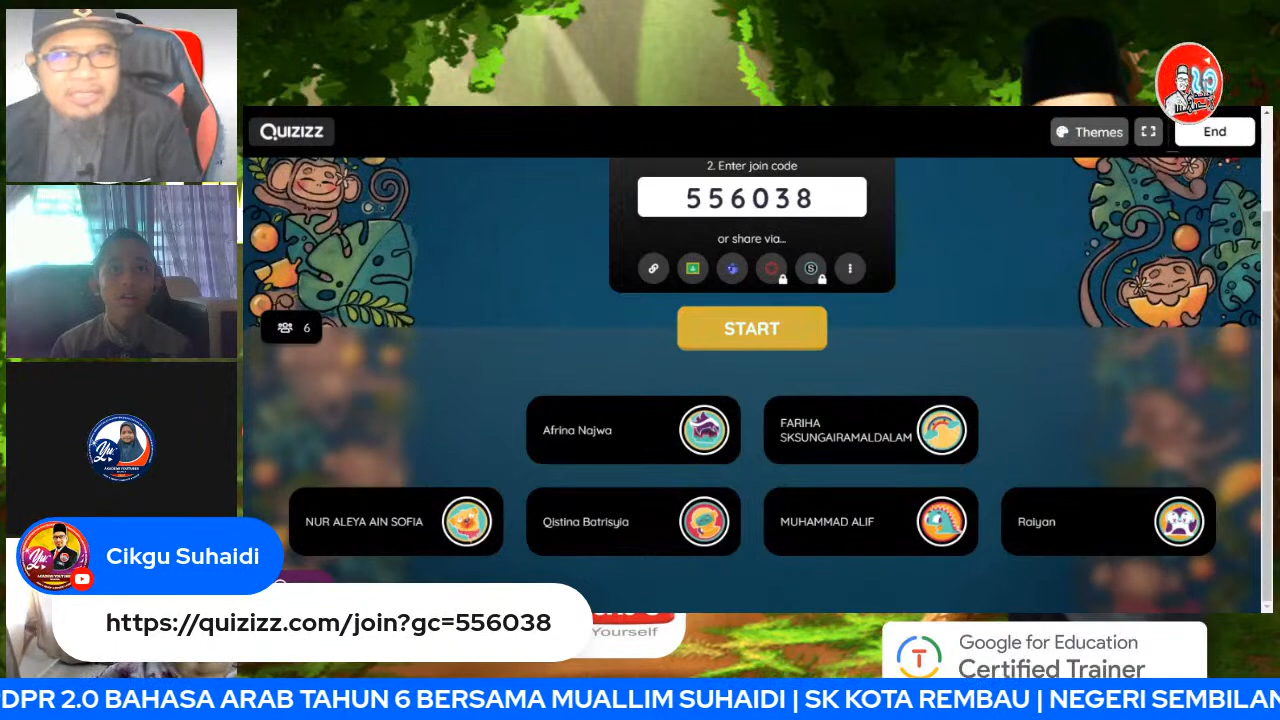 QUIZIZZ
Themes
End
2. Enter join code
556038
or share via...
S
6
START
Afrina Najwa
FARIHA
SKSUNGAIRAMALDALAM
NUR ALEYA AIN SOFIA
Qistina Batrisyia
MUHAMMAD ALIF
Raiyan
Cikgu Suhaidi
https://quizizz.com/join?gc=556038
Yourself
T
Google for Education
Certified Trainer
PDPR 2.0 BAHASA ARAB TAHUN 6 BERSAMA MUALLIM SUHAIDI | SK KOTA REMBAU | NEGERI SEMBILAN